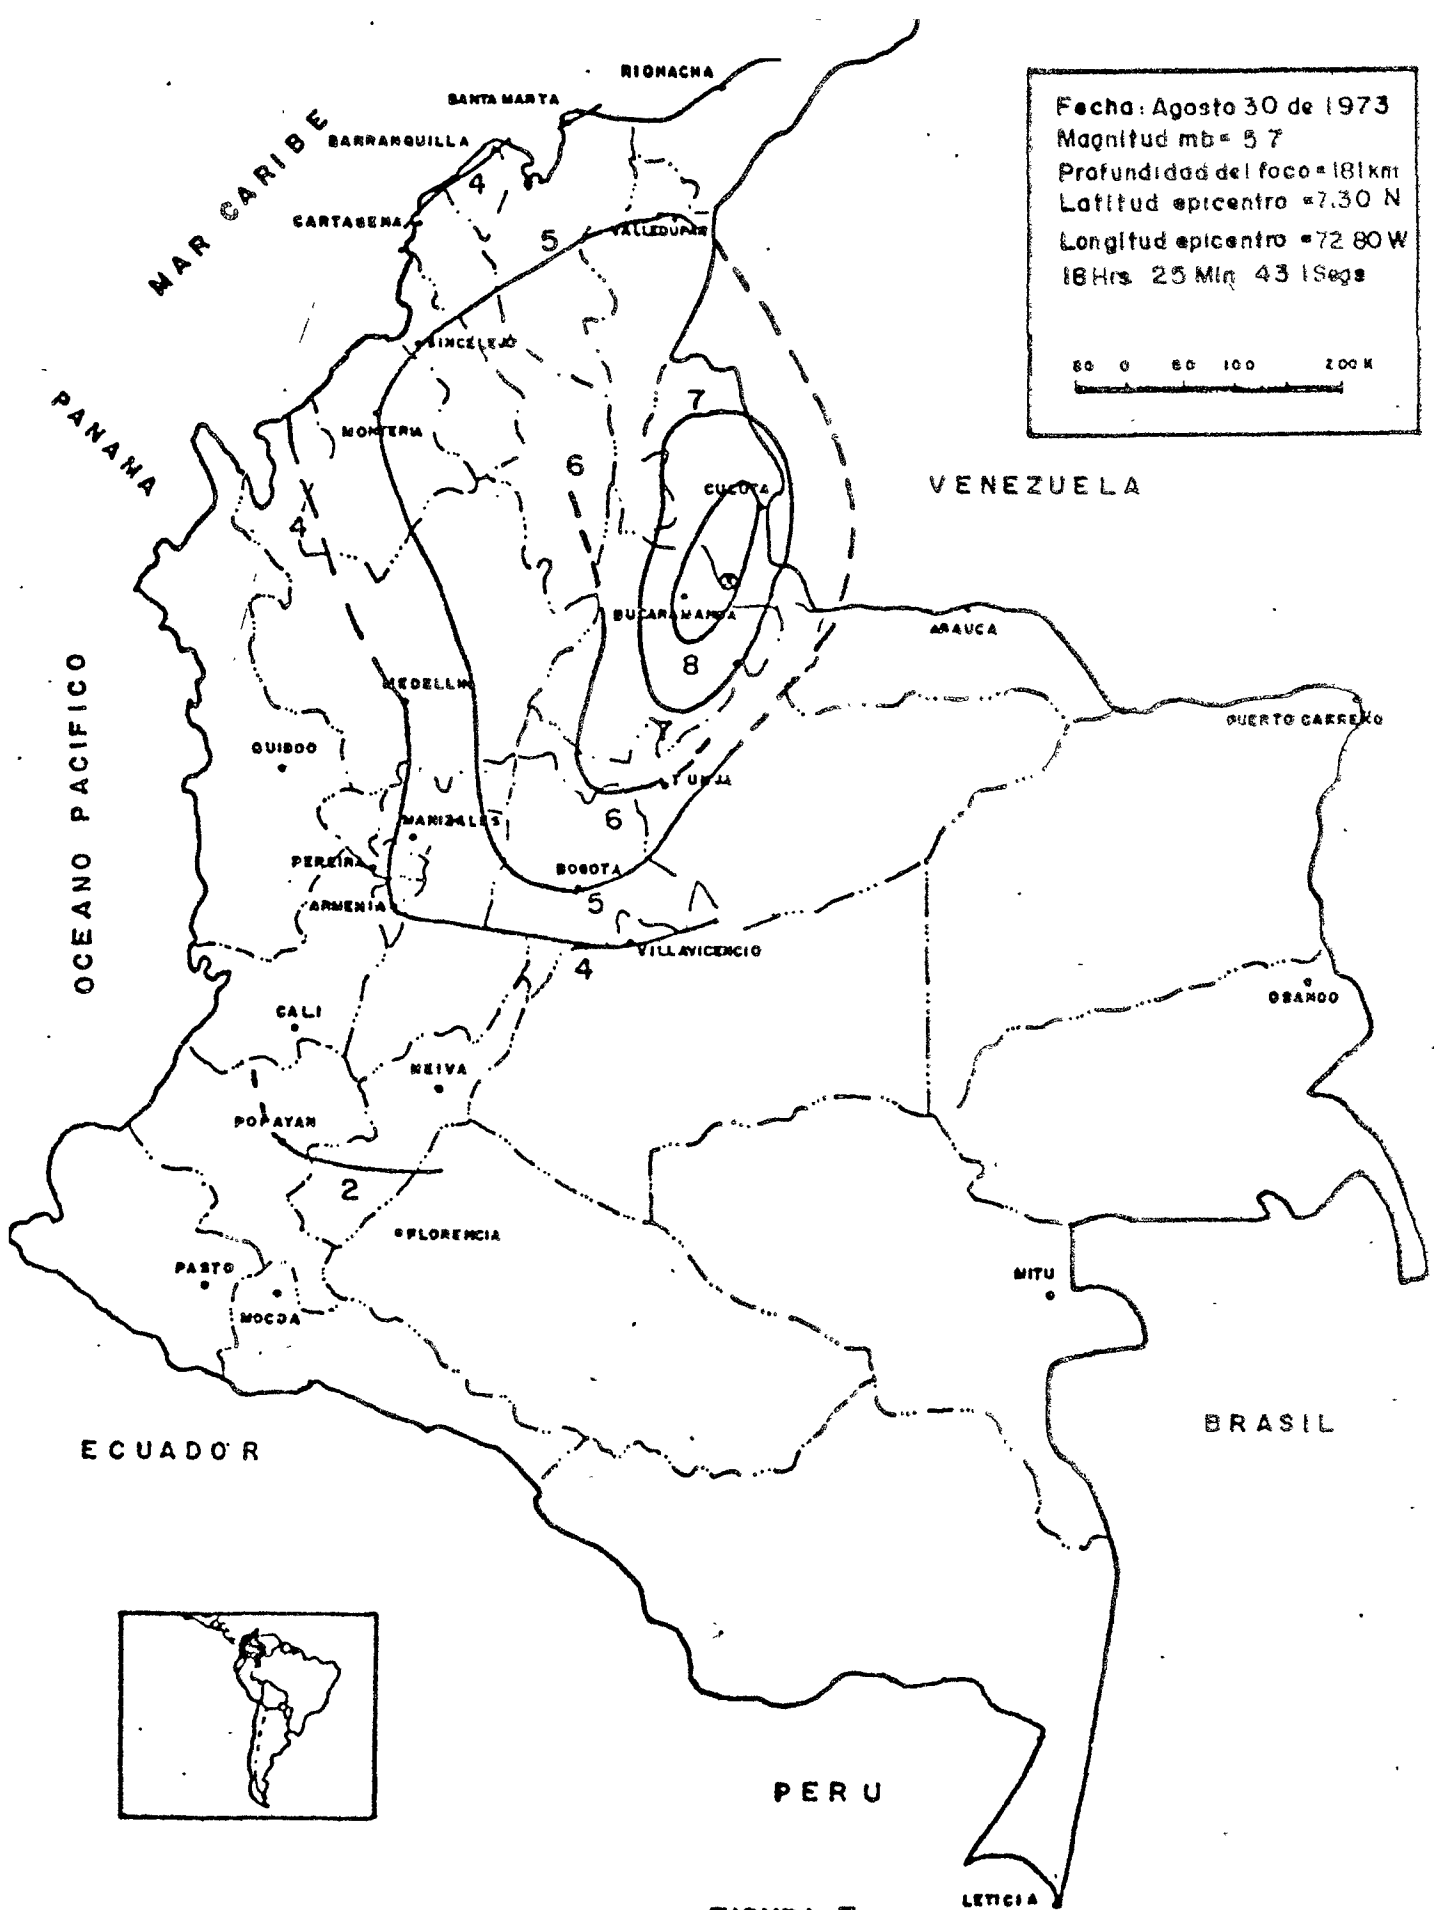 RIOHACHA
SANTA MARTA
BARRANQUILLA
MAR CARIBE
4
CARTAGENA
5
VALLEDUPAR
Fecha: Agosto 30 de 1973
Magnitud mb= 5 7
Profundidad del foco = 181 km
Latitud epicentro = 7.30 N
Longitud epicentro = 72 80 W
18 Hrs 25 Min 43 1 Segs
0 100 200 K
SINCELEJO
PANAMA
7
MONTERIA
6
CUCUTA
VENEZUELA
4
BUCARAMANGA
ARAUCA
8
MEDELLIN
PUERTO CARREÑO
OCEANO PACIFICO
QUIBDO
TUNJA
6
MANIZALES
PEREIRA
BOGOTA
5
ARMENIA
VILLAVICENCIO
4
OBANDO
CALI
NEIVA
POPAYAN
2
FLORENCIA
PASTO
MOCOA
MITU
ECUADOR
BRASIL
PERU
LETICIA